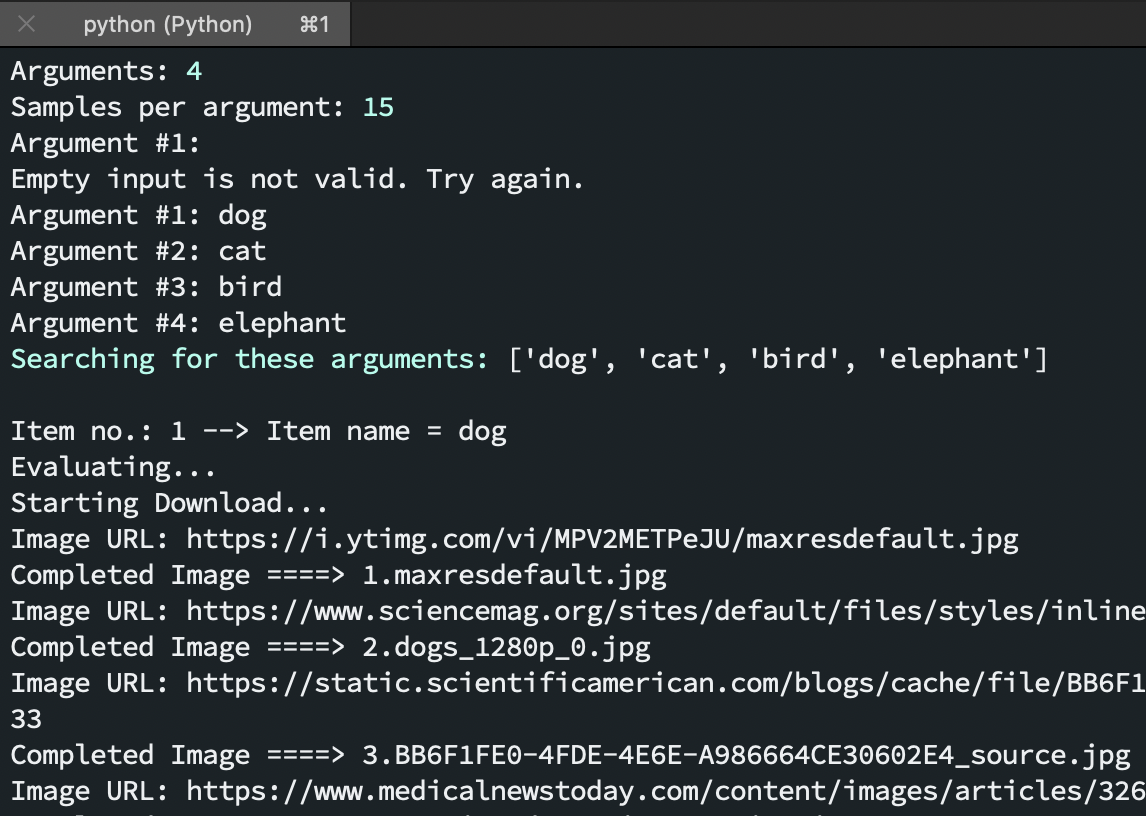 python (Python) ⌘1
Arguments: 4
Samples per argument: 15
Argument #1:
Empty input is not valid. Try again.
Argument #1: dog
Argument #2: cat
Argument #3: bird
Argument #4: elephant
Searching for these arguments: ['dog', 'cat', 'bird', 'elephant']
Item no.: 1 --> Item name = dog
Evaluating...
Starting Download...
Image URL: https://i.ytimg.com/vi/MPV2METPeJU/maxresdefault.jpg
Completed Image ====> 1.maxresdefault.jpg
Image URL: https://www.sciencemag.org/sites/default/files/styles/inline
Completed Image ====> 2.dogs_1280p_0.jpg
Image URL: https://static.scientificamerican.com/blogs/cache/file/BB6F1
33
Completed Image ====> 3.BB6F1FE0-4FDE-4E6E-A986664CE30602E4_source.jpg
Image URL: https://www.medicalnewstoday.com/content/images/articles/326